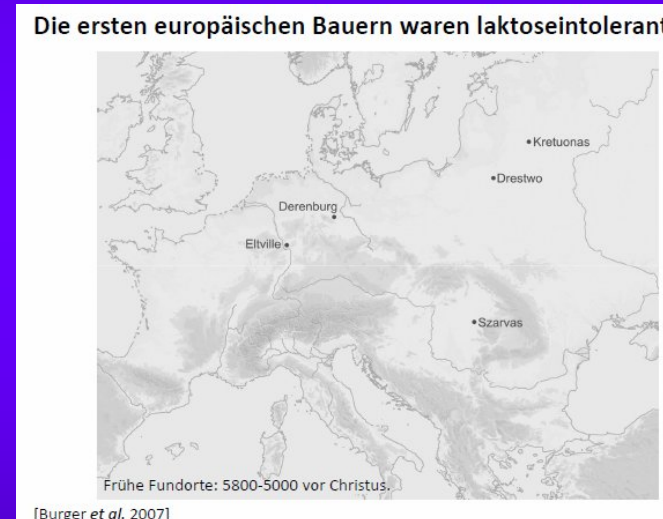 Die ersten europäischen Bauern waren laktoseintolerant
Kretuonas
Drestwo
Derenburg
Eltville
Szarvas
Frühe Fundorte: 5800-5000 vor Christus.
[Burger et al. 2007]